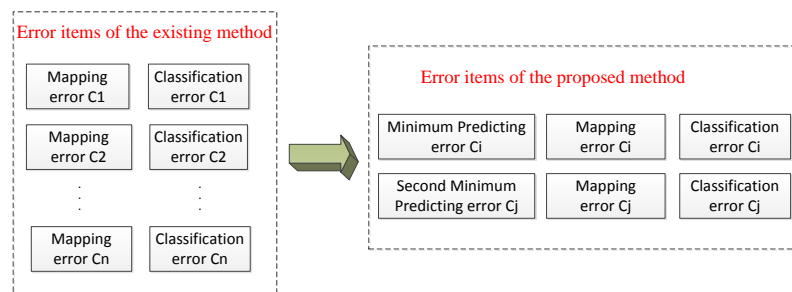 Error items of the existing method
Mapping
error C1
Classification
error C1
Mapping
error C2
Classification
error C2
.
.
.
.
.
.
Mapping
error Cn
Classification
error Cn
Error items of the proposed method
Minimum Predicting
error Ci
Mapping
error Ci
Classification
error Ci
Second Minimum
Predicting error Cj
Mapping
error Cj
Classification
error Cj